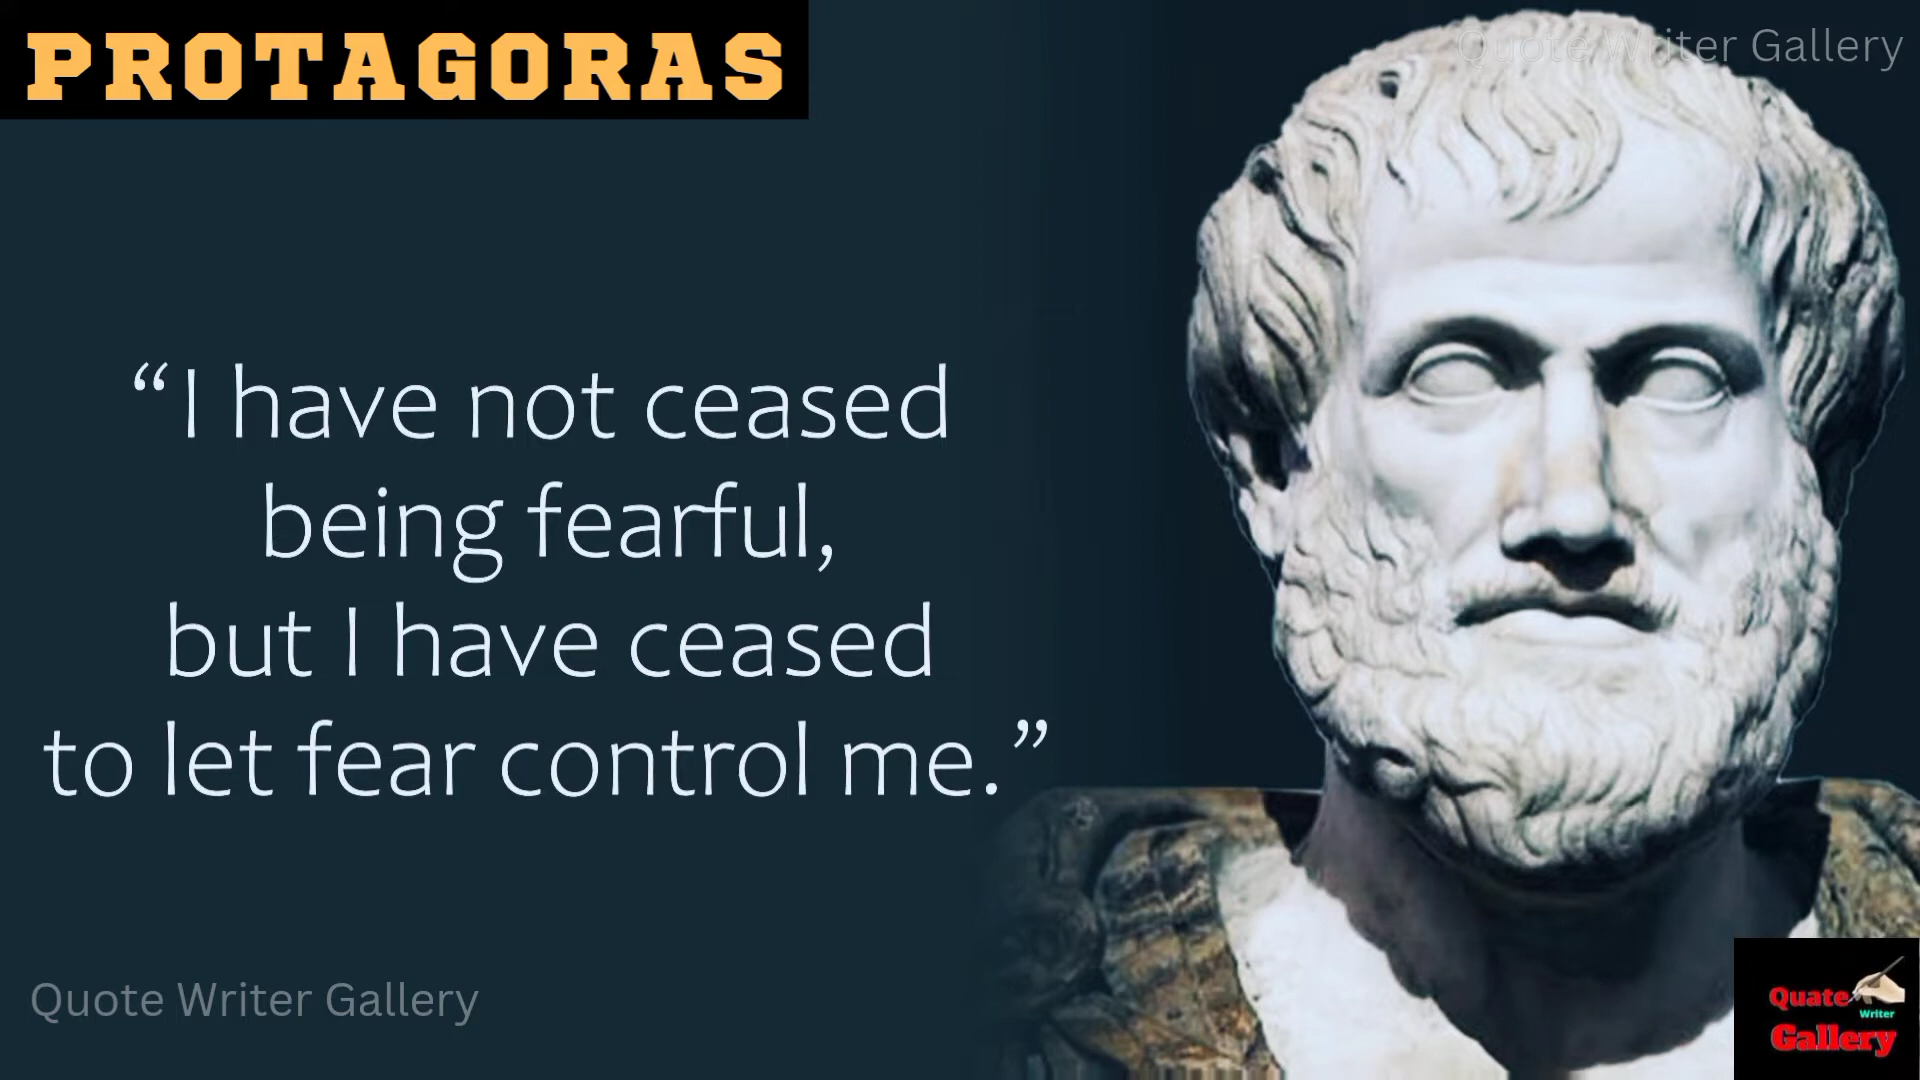 PROTAGORAS
Quote Writer Gallery
“I have not ceased
being fearful,
but I have ceased
to let fear control me.”
Quote Writer Gallery
Quate
Writer
Gallery